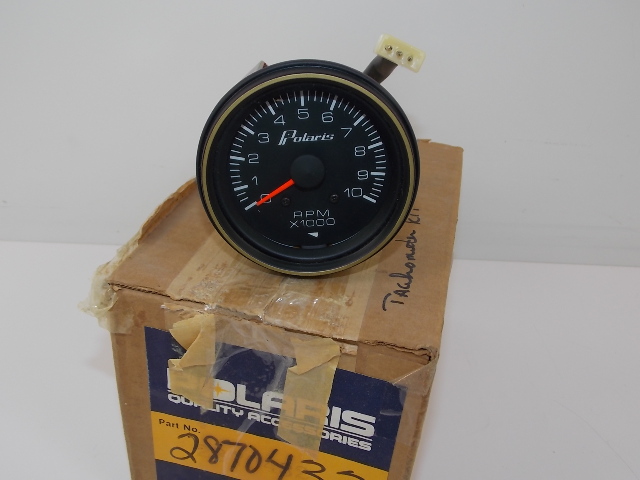 0 1 2 3 4 5 6 7 8 9 10
Polaris
RPM
X1000
Tachometer Kit
POLARIS
QUALITY ACCESSORIES
Part No.